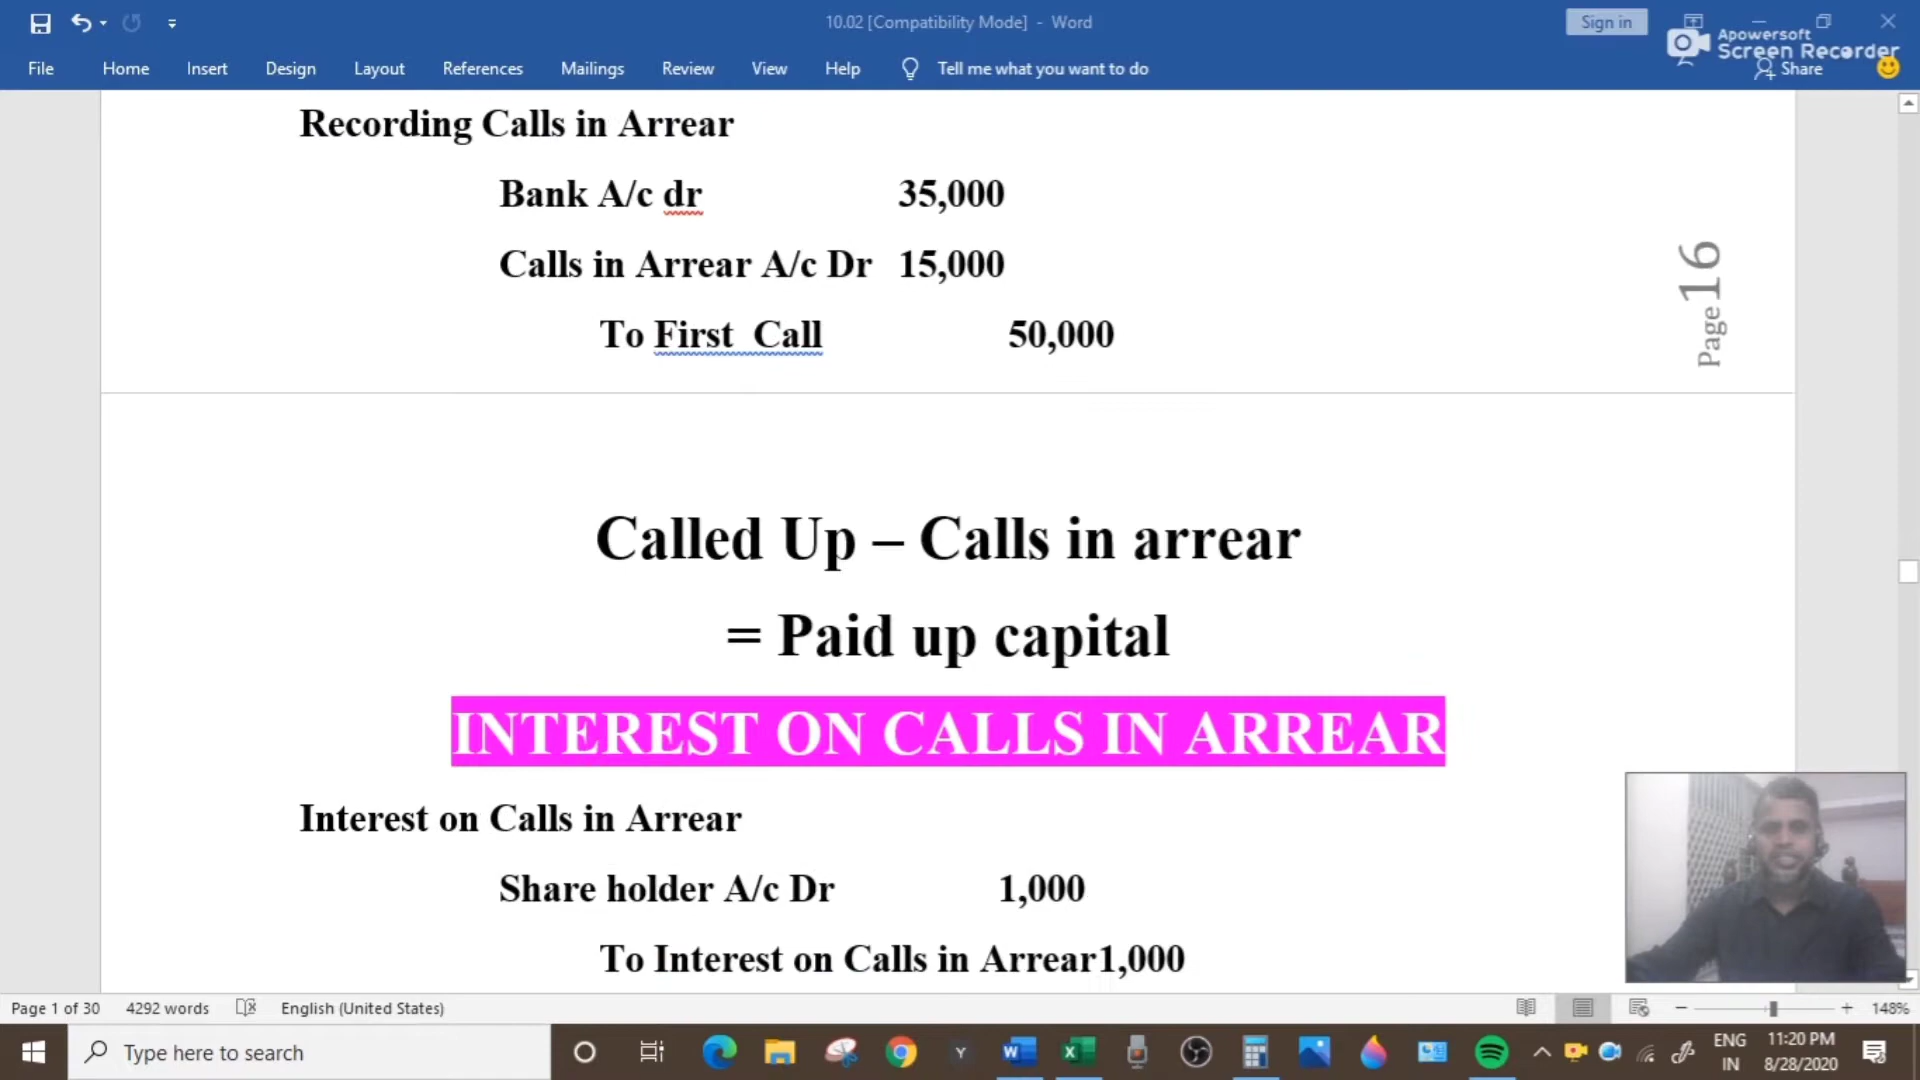 10.02 [Compatibility Mode] - Word
Sign in
Apowersoft
Screen Recorder
File Home Insert Design Layout References Mailings Review View Help Tell me what you want to do Share
Recording Calls in Arrear
Bank A/c dr 35,000
Calls in Arrear A/c Dr 15,000
To First Call 50,000
Page 16
Called Up – Calls in arrear
= Paid up capital
INTEREST ON CALLS IN ARREAR
Interest on Calls in Arrear
Share holder A/c Dr 1,000
To Interest on Calls in Arrear1,000
Page 1 of 30 4292 words English (United States) 148%
Type here to search
ENG
IN
11:20 PM
8/28/2020